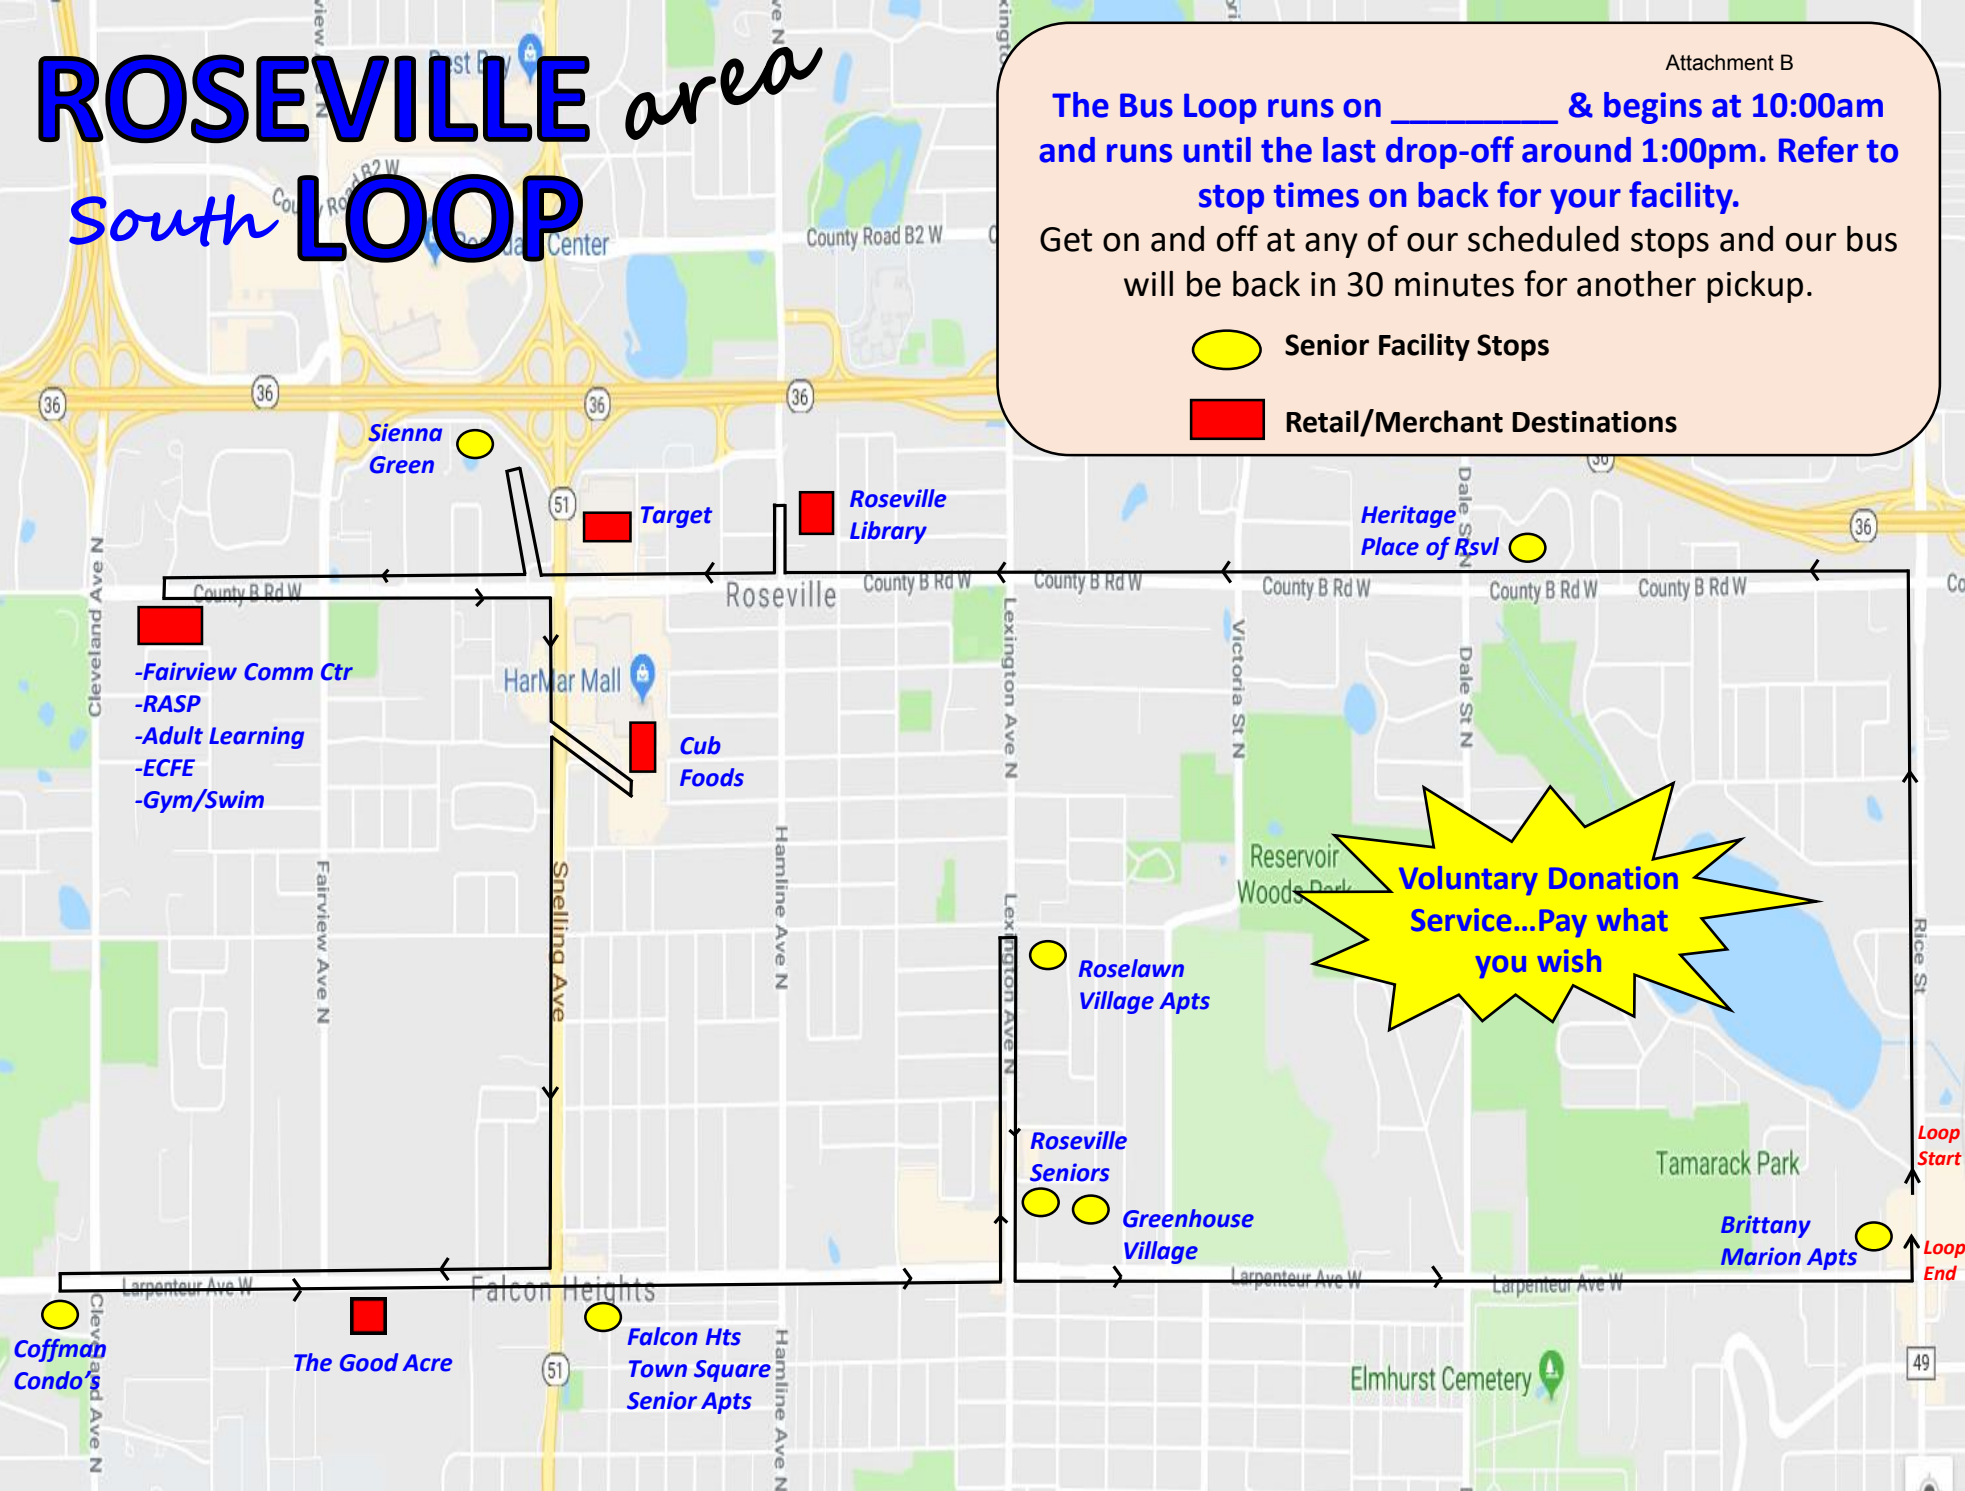 ROSEVILLE area
South LOOP
Attachment B
The Bus Loop runs on __________ & begins at 10:00am
and runs until the last drop-off around 1:00pm. Refer to
stop times on back for your facility.
Get on and off at any of our scheduled stops and our bus
will be back in 30 minutes for another pickup.
Senior Facility Stops
Retail/Merchant Destinations
County Road B2 W
36
36
36
36
36
Sienna
Green
51
Target
Roseville
Library
Heritage
Place of Rsvl
Dale St N
County B Rd W
Roseville
County B Rd W
County B Rd W
County B Rd W
County B Rd W
County B Rd W
Cleveland Ave N
-Fairview Comm Ctr
-RASP
-Adult Learning
-ECFE
-Gym/Swim
HarMar Mall
Cub
Foods
Lexington Ave N
Victoria St N
Dale St N
Fairview Ave N
Snelling Ave
Hamline Ave N
Lexington Ave N
Reservoir
Woods Park
Voluntary Donation
Service...Pay what
you wish
Rice St
Roselawn
Village Apts
Roseville
Seniors
Greenhouse
Village
Tamarack Park
Loop
Start
Brittany
Marion Apts
Loop
End
Larpenteur Ave W
Falcon Heights
Larpenteur Ave W
Larpenteur Ave W
Coffman
Condo's
Cleveland Ave N
The Good Acre
51
Falcon Hts
Town Square
Senior Apts
Hamline Ave N
Elmhurst Cemetery
49